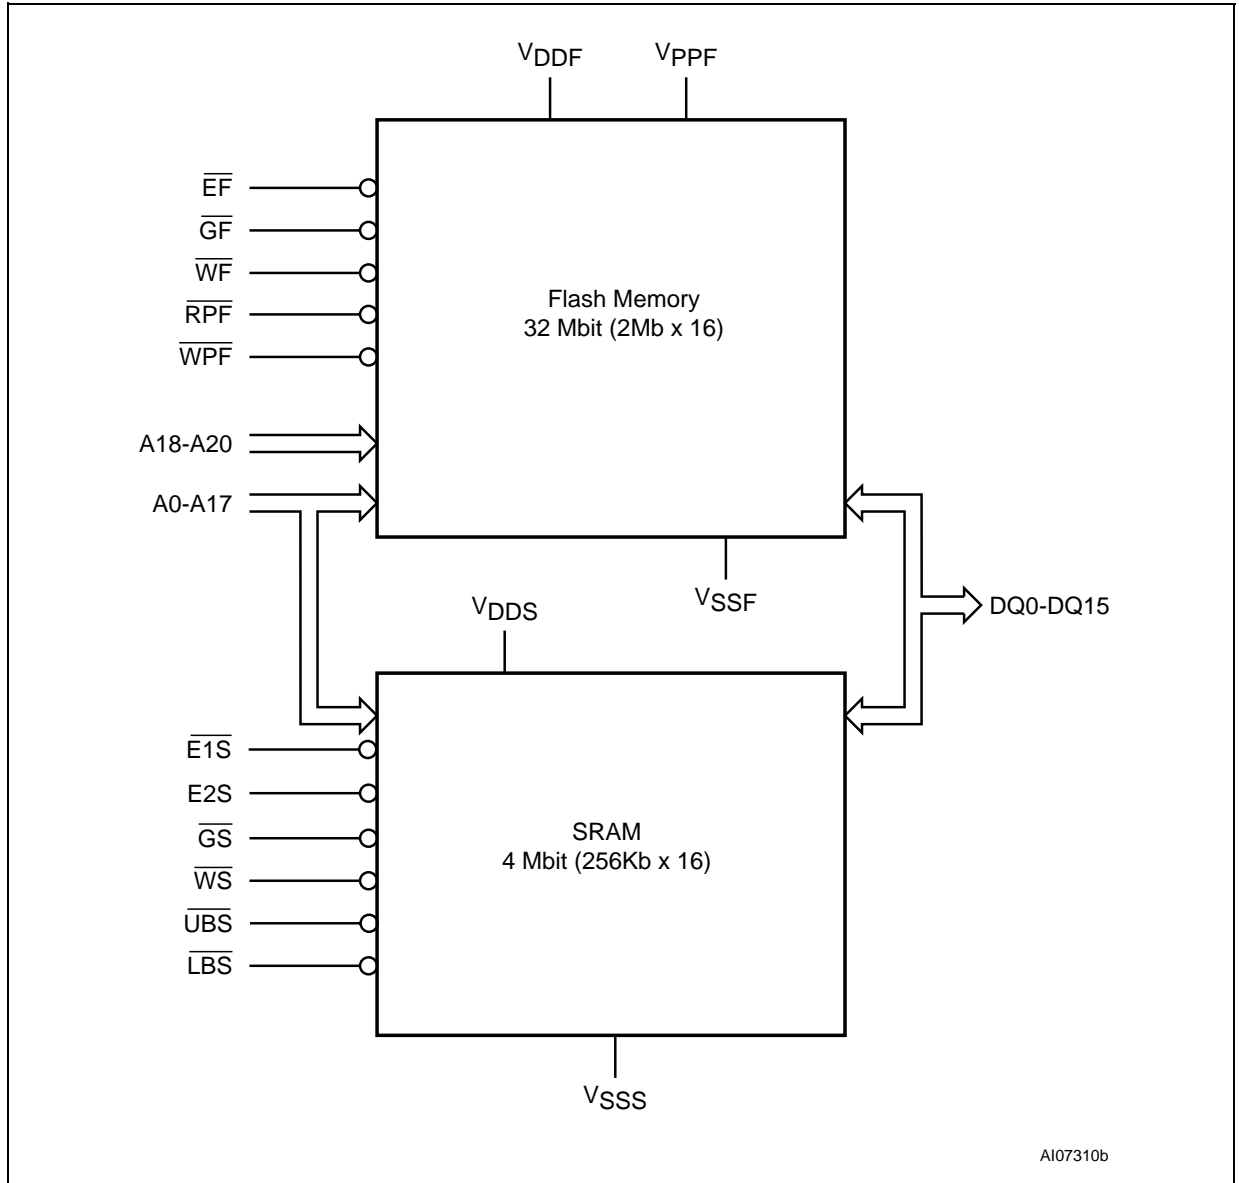 VDDF VPPF
EF
GF
WF
RPF
WPF
Flash Memory
32 Mbit (2Mb x 16)
A18-A20
A0-A17
VSSF
VDDS
DQ0-DQ15
E1S
E2S
GS
WS
UBS
LBS
SRAM
4 Mbit (256Kb x 16)
VSSS
AI07310b